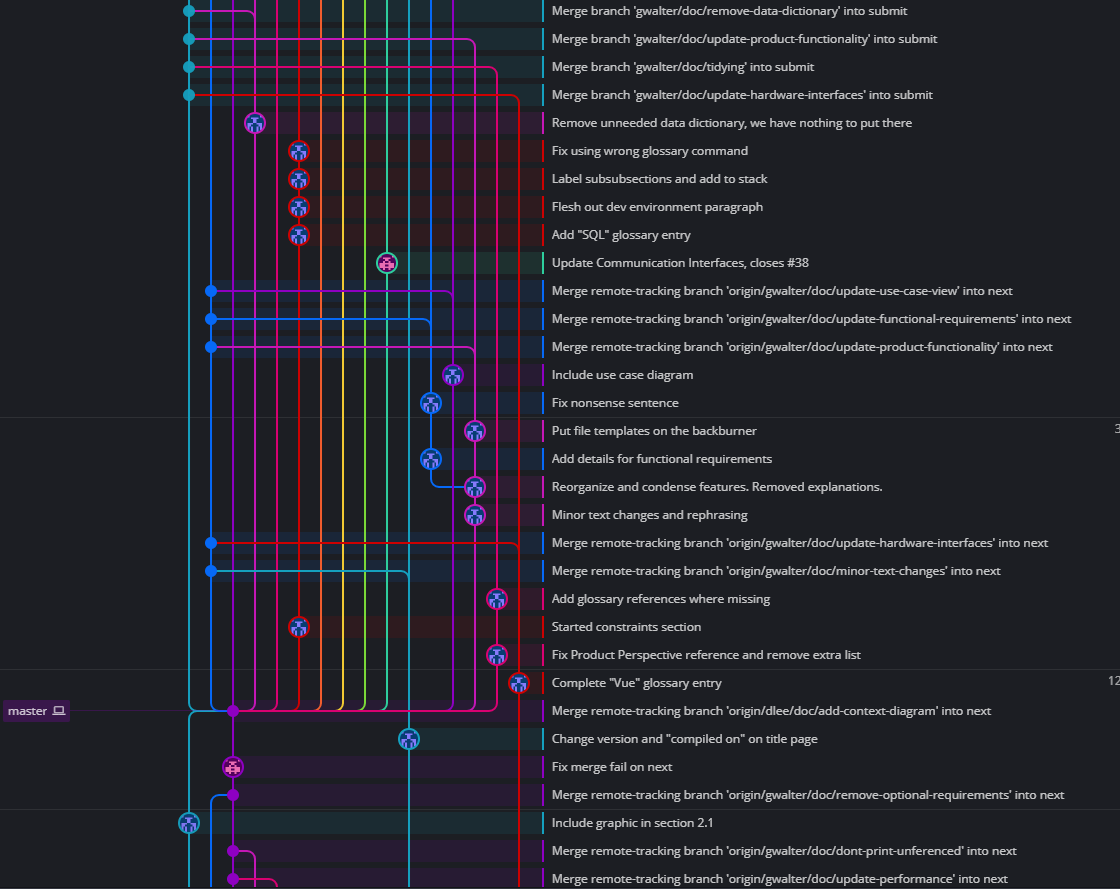 Merge branch 'gwalter/doc/remove-data-dictionary' into submit
Merge branch 'gwalter/doc/update-product-functionality' into submit
Merge branch 'gwalter/doc/tidying' into submit
Merge branch 'gwalter/doc/update-hardware-interfaces' into submit
Remove unneeded data dictionary, we have nothing to put there
Fix using wrong glossary command
Label subsubsections and add to stack
Flesh out dev environment paragraph
Add "SQL" glossary entry
Update Communication Interfaces, closes #38
Merge remote-tracking branch 'origin/gwalter/doc/update-use-case-view' into next
Merge remote-tracking branch 'origin/gwalter/doc/update-functional-requirements' into next
Merge remote-tracking branch 'origin/gwalter/doc/update-product-functionality' into next
Include use case diagram
Fix nonsense sentence
Put file templates on the backburner 3
Add details for functional requirements
Reorganize and condense features. Removed explanations.
Minor text changes and rephrasing
Merge remote-tracking branch 'origin/gwalter/doc/update-hardware-interfaces' into next
Merge remote-tracking branch 'origin/gwalter/doc/minor-text-changes' into next
Add glossary references where missing
Started constraints section
Fix Product Perspective reference and remove extra list
Complete "Vue" glossary entry 12
master Merge remote-tracking branch 'origin/dlee/doc/add-context-diagram' into next
Change version and "compiled on" on title page
Fix merge fail on next
Merge remote-tracking branch 'origin/gwalter/doc/remove-optional-requirements' into next
Include graphic in section 2.1
Merge remote-tracking branch 'origin/gwalter/doc/dont-print-unferenced' into next
Merge remote-tracking branch 'origin/gwalter/doc/update-performance' into next